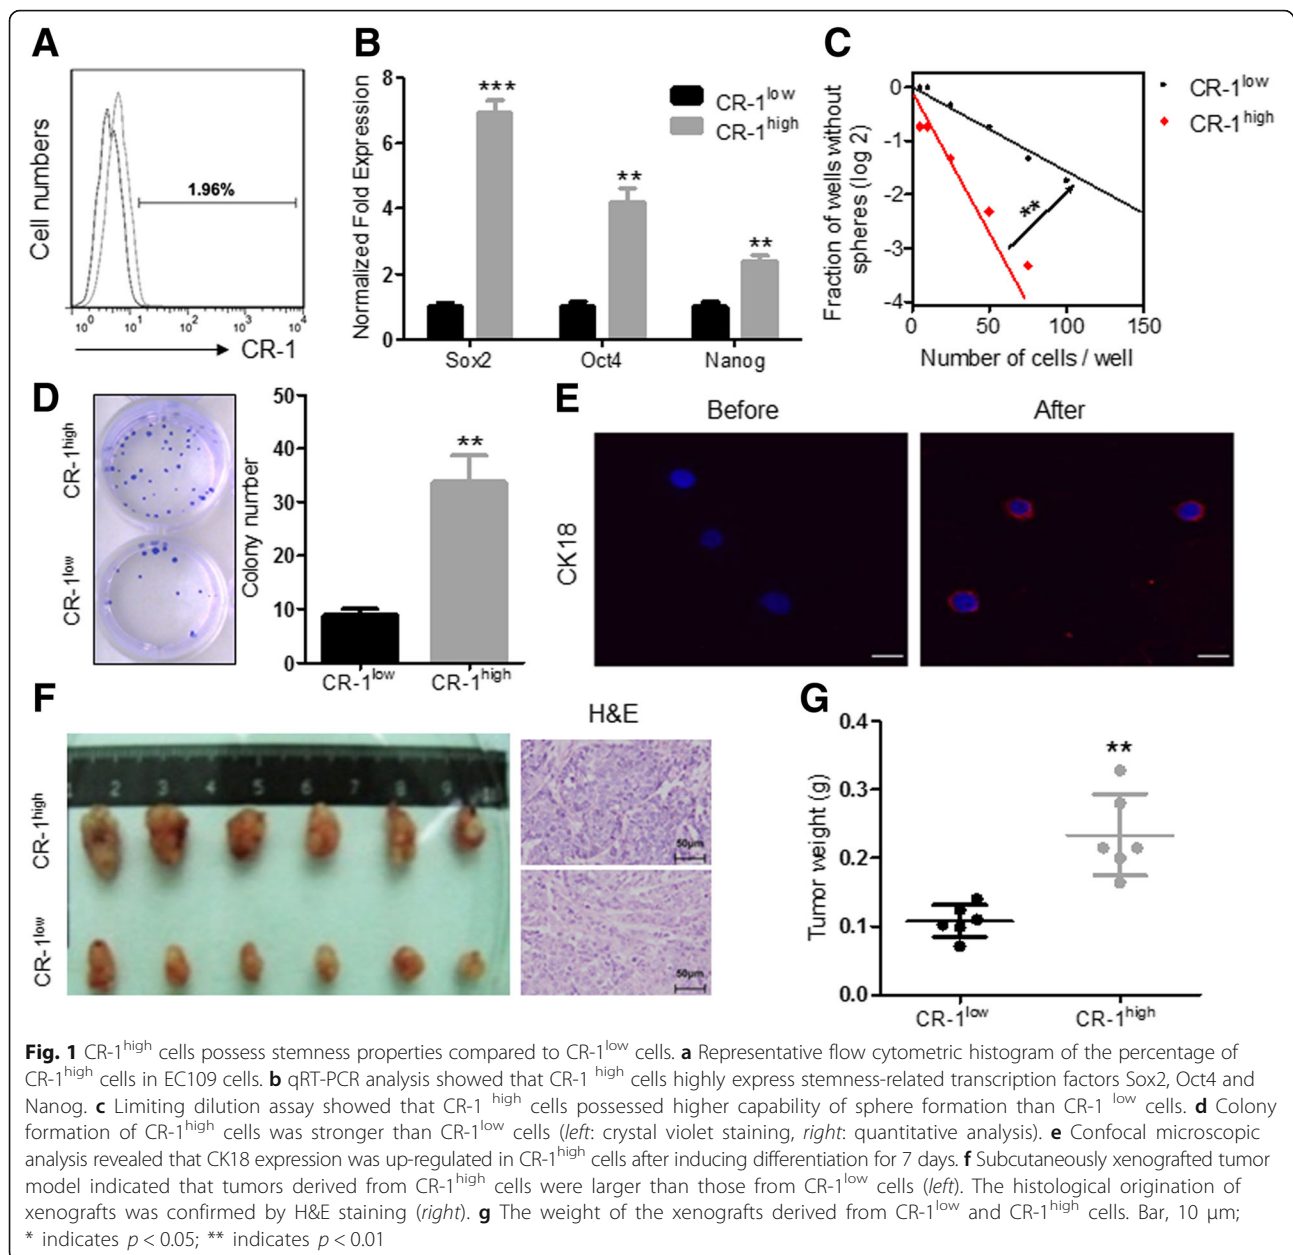 A
Cell numbers
1.96%
10^0 10^1 10^2 10^3 10^4
CR-1
B
Normalized Fold Expression
8
6
4
2
0
***
**
**
CR-1^low
CR-1^high
Sox2 Oct4 Nanog
C
Fraction of wells without
spheres (log 2)
0
-1
-2
-3
-4
**
CR-1^low
CR-1^high
0 50 100 150
Number of cells / well
D
CR-1^high
CR-1^low
Colony number
50
40
30
20
10
0
**
CR-1^low CR-1^high
E
Before After
CK18
F
H&E
CR-1^high
CR-1^low
2 3 4 5 6 7 8 9
50μm
50μm
G
Tumor weight (g)
0.4
0.3
0.2
0.1
0.0
**
CR-1^low CR-1^high
Fig. 1 CR-1^high cells possess stemness properties compared to CR-1^low cells. a Representative flow cytometric histogram of the percentage of
CR-1^high cells in EC109 cells. b qRT-PCR analysis showed that CR-1 ^high cells highly express stemness-related transcription factors Sox2, Oct4 and
Nanog. c Limiting dilution assay showed that CR-1 ^high cells possessed higher capability of sphere formation than CR-1 ^low cells. d Colony
formation of CR-1^high cells was stronger than CR-1^low cells (left: crystal violet staining, right: quantitative analysis). e Confocal microscopic
analysis revealed that CK18 expression was up-regulated in CR-1^high cells after inducing differentiation for 7 days. f Subcutaneously xenografted tumor
model indicated that tumors derived from CR-1^high cells were larger than those from CR-1^low cells (left). The histological origination of
xenografts was confirmed by H&E staining (right). g The weight of the xenografts derived from CR-1^low and CR-1^high cells. Bar, 10 μm;
* indicates p < 0.05; ** indicates p < 0.01